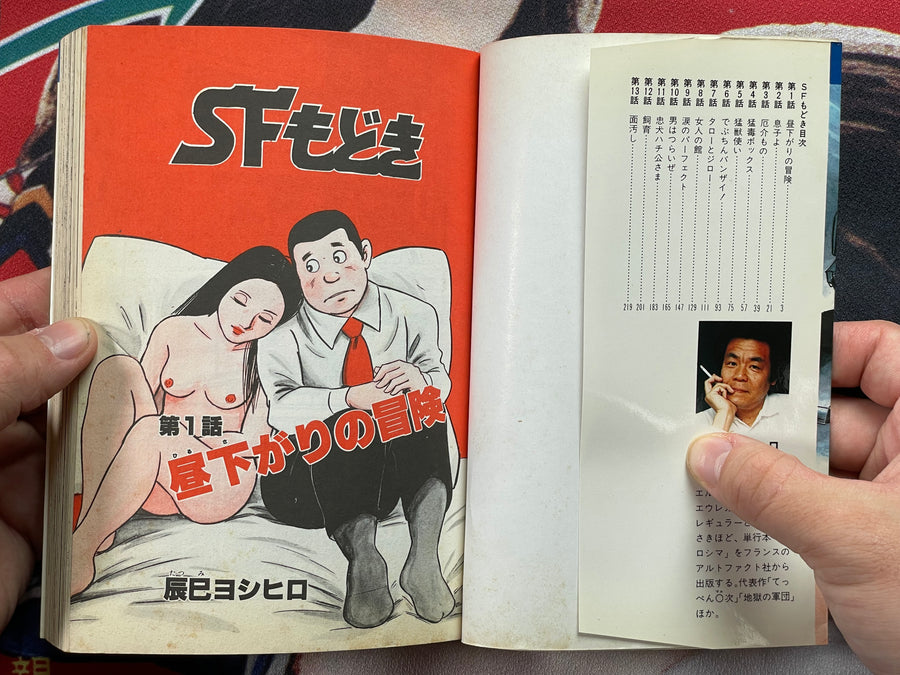 SFもどき
第1話
昼下がりの冒険
ひるさ
辰巳ヨシヒロ
たつみ
SFもどき目次
第1話 昼下がりの冒険 3
第2話 息子よ 21
第3話 厄介もの 39
第4話 猛毒ボックス 57
第5話 猛獣使い 75
第6話 でぶちんバンザイ! 93
第7話 タローとジロー 111
第8話 女人の館 129
第9話 涙のパーフェクト 147
第10話 男はつらいぜ 165
第11話 忠犬ハチ公さま 183
第12話 飼育 201
第13話 面汚し 219
エル
エウレカ
レギュラーと
さきほど、単行本
ロシマ」をフランスの
アルトファクト社から
出版する。代表作「てっ
ぺん〇次」「地獄の軍団」
ほか。